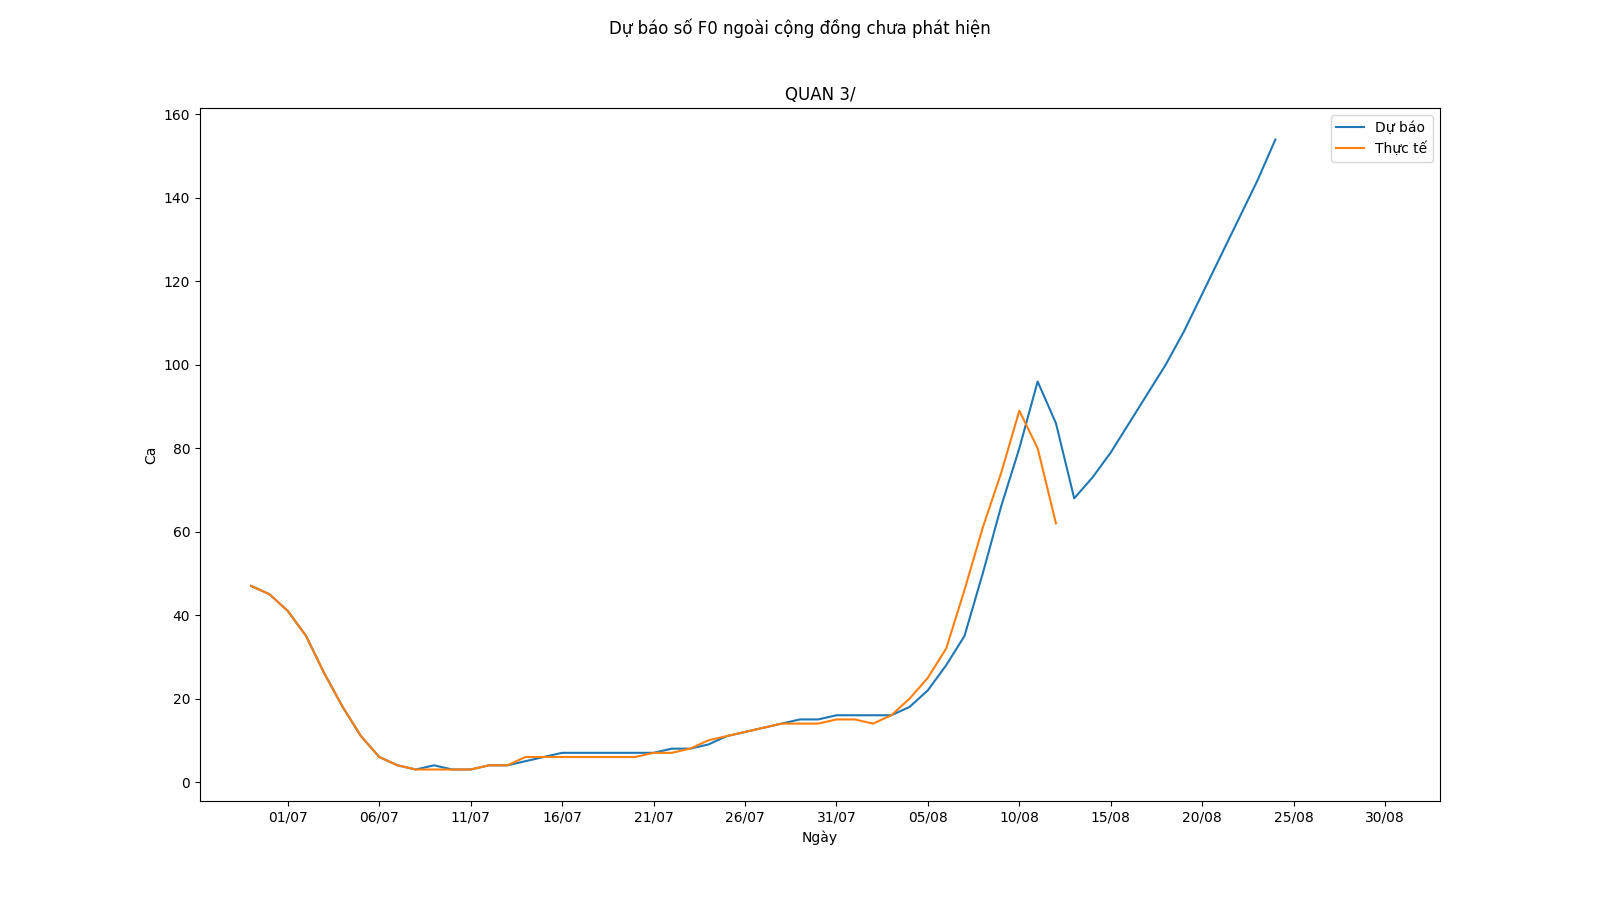 Dự báo số F0 ngoài cộng đồng chưa phát hiện
QUAN 3/
160
140
120
100
80
60
40
20
0
Ca
Dự báo
Thực tế
01/07 06/07 11/07 16/07 21/07 26/07 31/07 05/08 10/08 15/08 20/08 25/08 30/08
Ngày